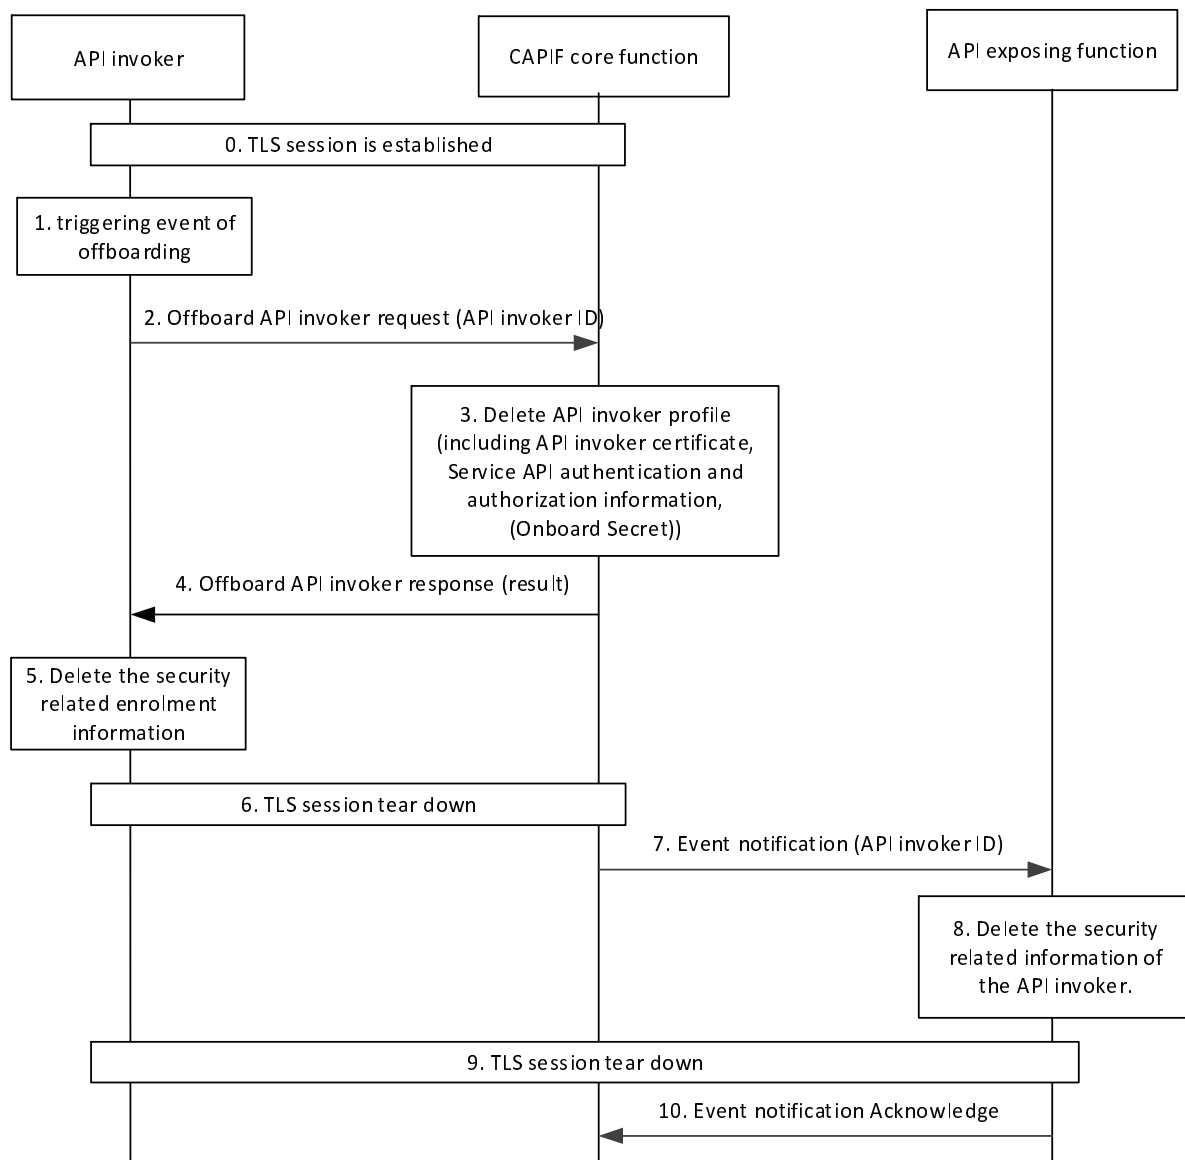 API invoker
CAPIF core function
API exposing function
0. TLS session is established
1. triggering event of
offboarding
2. Offboard API invoker request (API invoker ID)
3. Delete API invoker profile
(including API invoker certificate,
Service API authentication and
authorization information,
(Onboard Secret))
4. Offboard API invoker response (result)
5. Delete the security
related enrolment
information
6. TLS session tear down
7. Event notification (API invoker ID)
8. Delete the security
related information of
the API invoker.
9. TLS session tear down
10. Event notification Acknowledge